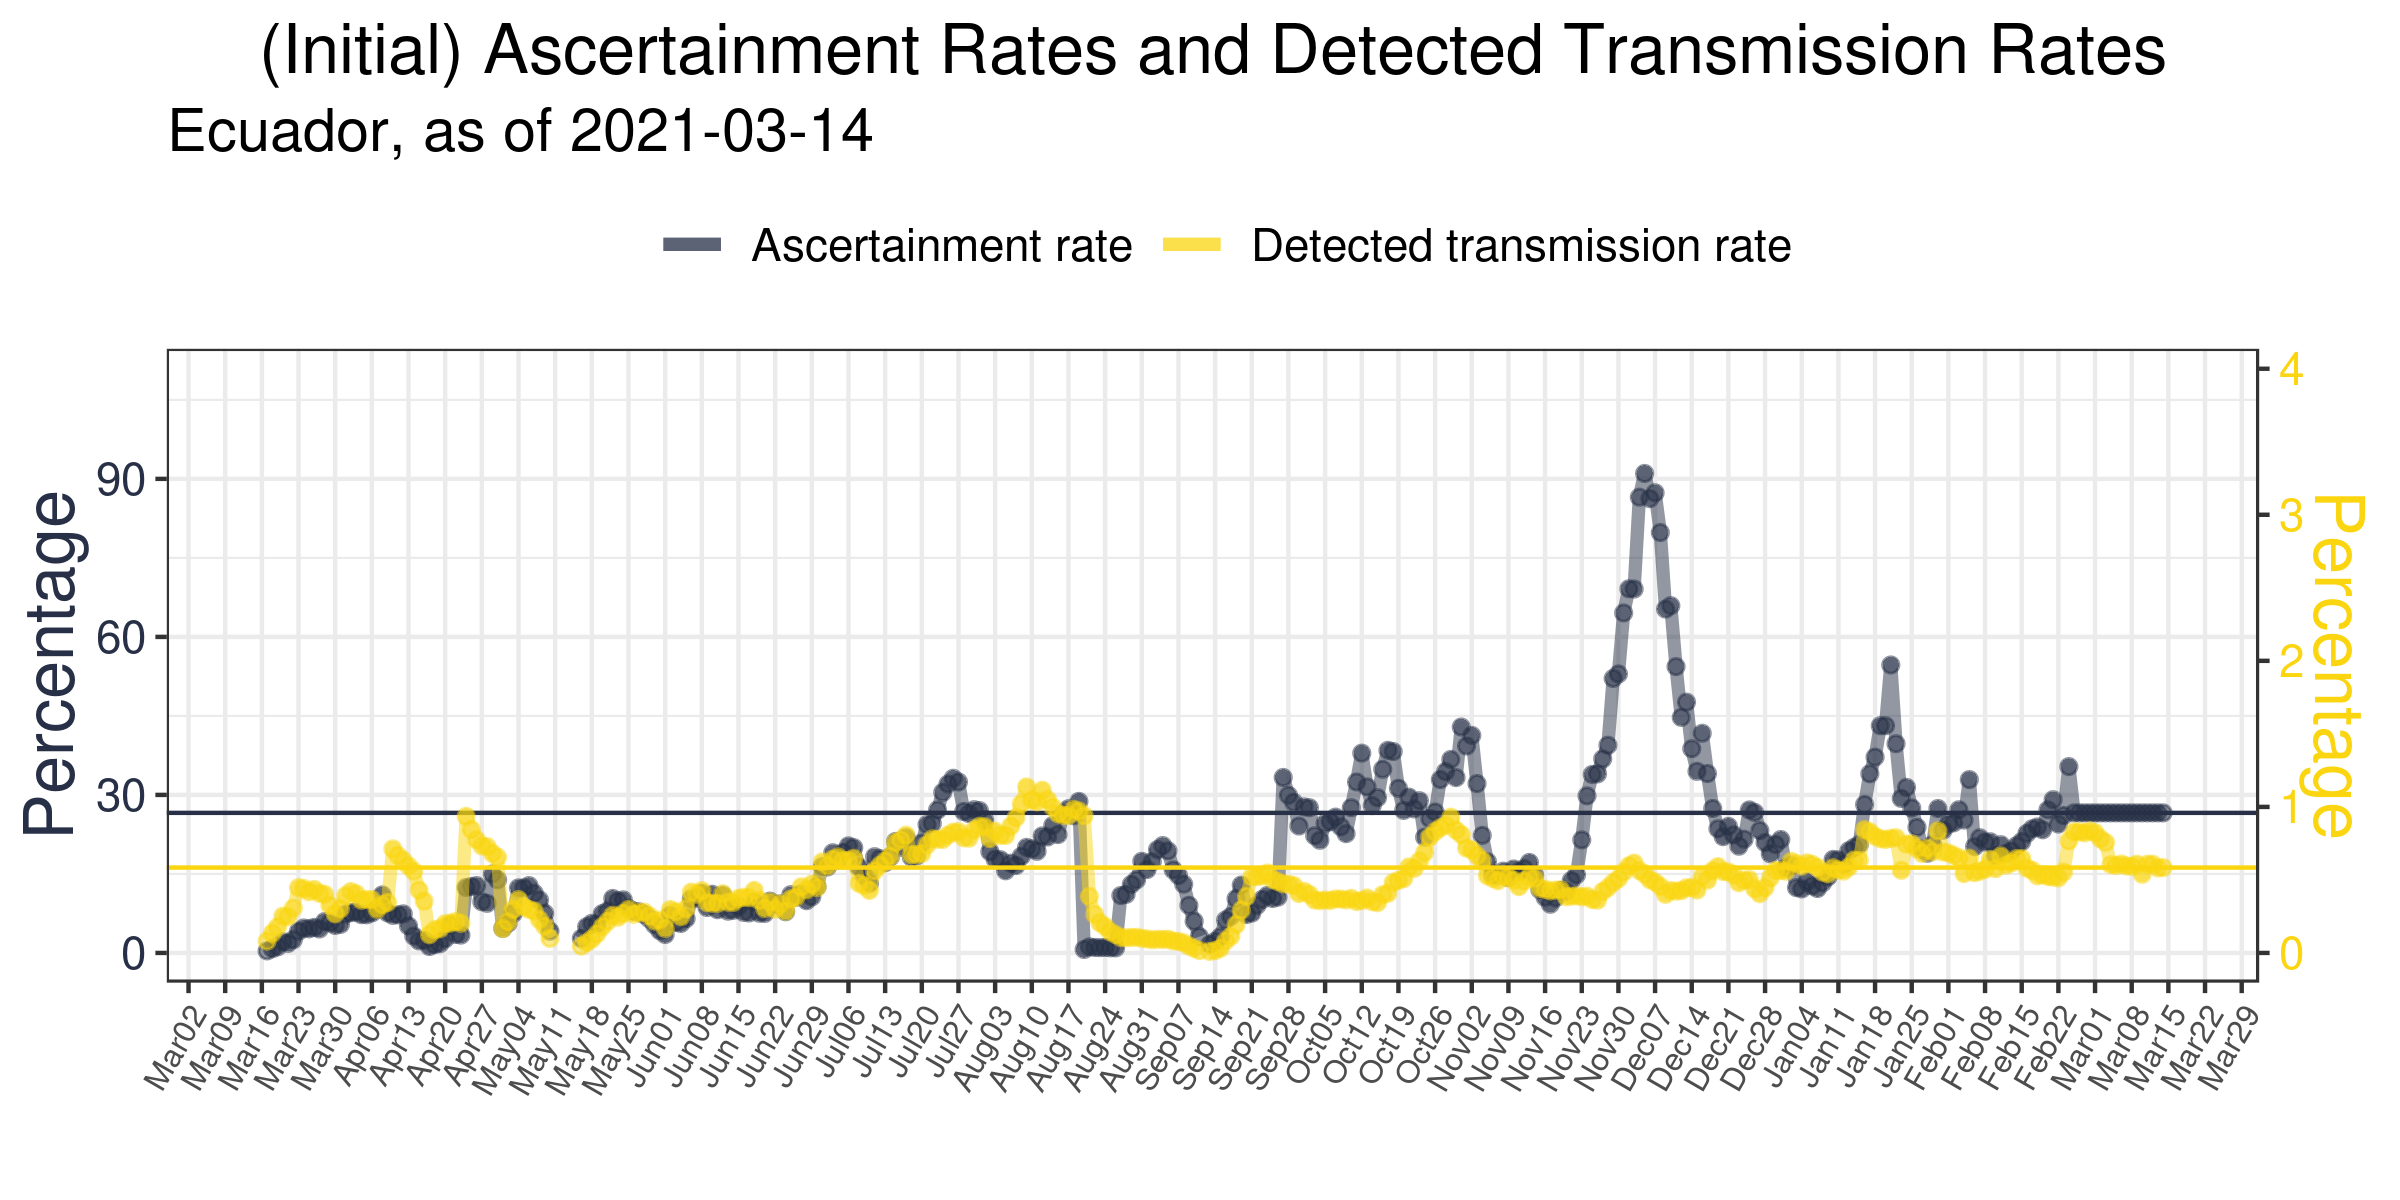 (Initial) Ascertainment Rates and Detected Transmission Rates
Ecuador, as of 2021-03-14
Ascertainment rate Detected transmission rate
Percentage
90
60
30
0
4
3
2
1
0
Percentage
Mar02 Mar09 Mar16 Mar23 Mar30 Apr06 Apr13 Apr20 Apr27 May04 May11 May18 May25 Jun01 Jun08 Jun15 Jun22 Jun29 Jul06 Jul13 Jul20 Jul27 Aug03 Aug10 Aug17 Aug24 Aug31 Sep07 Sep14 Sep21 Sep28 Oct05 Oct12 Oct19 Oct26 Nov02 Nov09 Nov16 Nov23 Nov30 Dec07 Dec14 Dec21 Dec28 Jan04 Jan11 Jan18 Jan25 Feb01 Feb08 Feb15 Feb22 Mar01 Mar08 Mar15 Mar22 Mar29